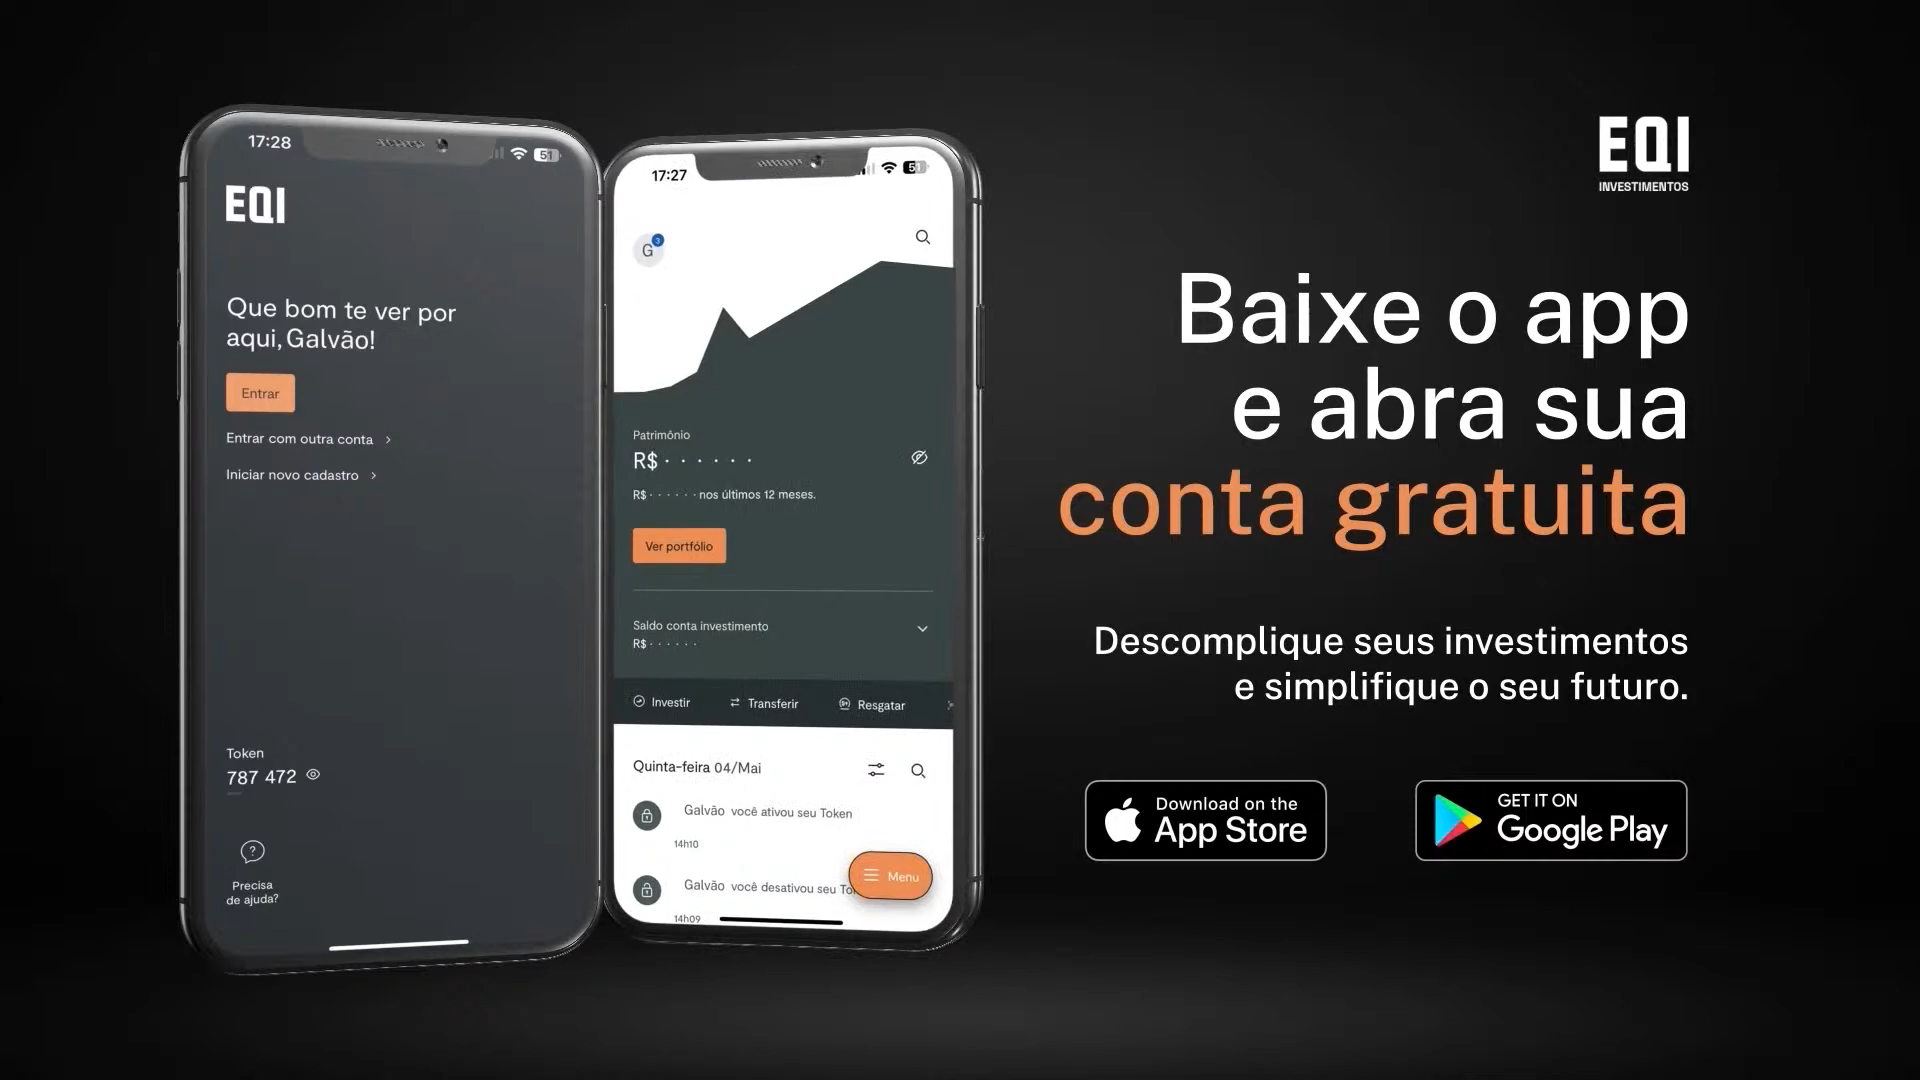 17:28
51
EQI
Que bom te ver por
aqui, Galvão!
Entrar
Entrar com outra conta
Iniciar novo cadastro
Token
787 472
?
Precisa
de ajuda?
17:27
51
G
3
Patrimônio
R$ · · · · · ·
R$ · · · · · · nos últimos 12 meses.
Ver portfólio
Saldo conta investimento
R$ · · · · · ·
Investir
Transferir
Resgatar
Quinta-feira 04/Mai
Galvão você ativou seu Token
14h10
Galvão você desativou seu To
Menu
14h09
EQI
INVESTIMENTOS
Baixe o app
e abra sua
conta gratuita
Descomplique seus investimentos
e simplifique o seu futuro.
Download on the
App Store
GET IT ON
Google Play